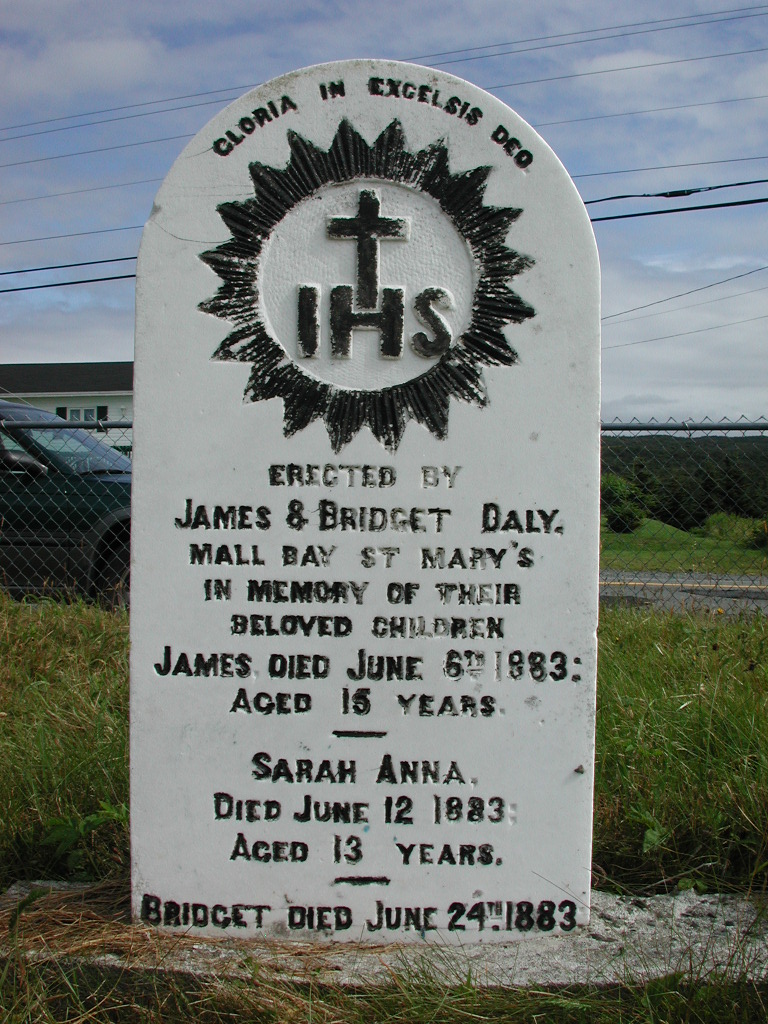 GLORIA IN EXCELSIS DEO
IHS
ERECTED BY
JAMES & BRIDGET DALY.
MALL BAY ST MARY'S
IN MEMORY OF THEIR
BELOVED CHILDREN
JAMES. DIED JUNE 6TH 1883:
AGED 15 YEARS.
SARAH ANNA.
DIED JUNE 12 1883:
AGED 13 YEARS.
BRIDGET DIED JUNE 24TH. 1883